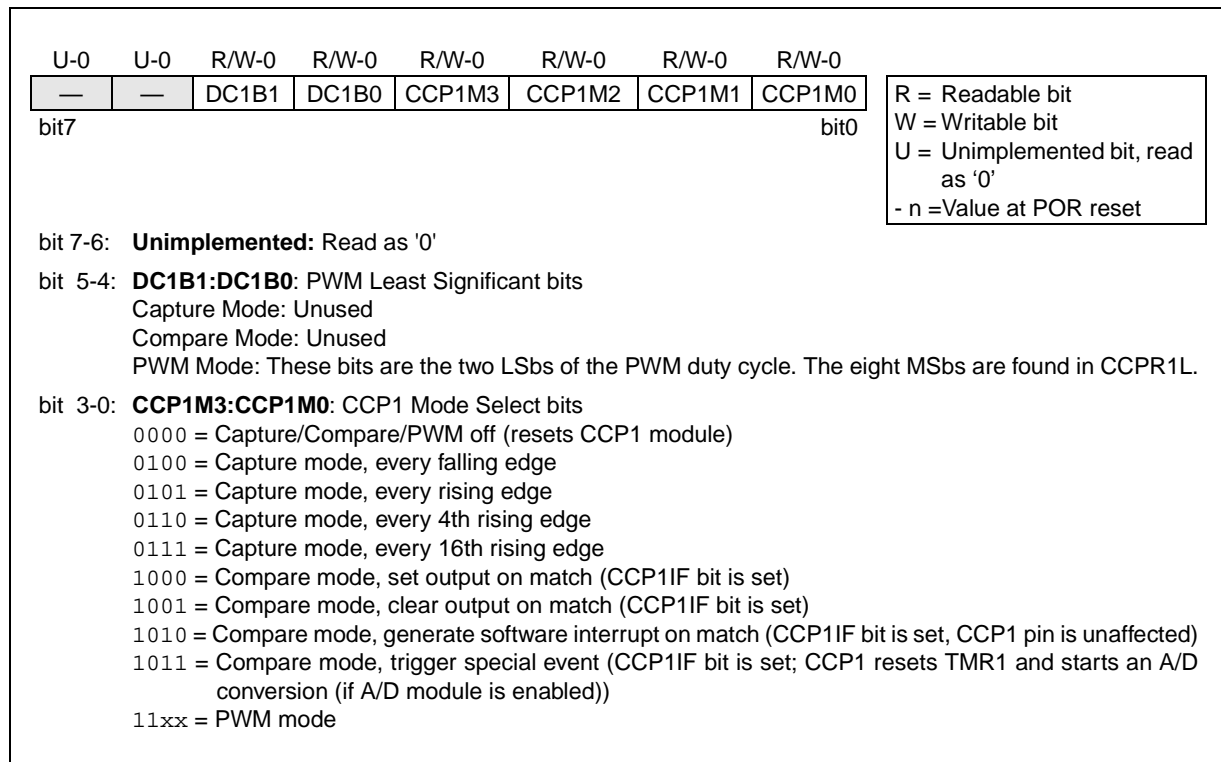 U-0 U-0 R/W-0 R/W-0 R/W-0 R/W-0 R/W-0 R/W-0
— — DC1B1 DC1B0 CCP1M3 CCP1M2 CCP1M1 CCP1M0
bit7 bit0
R = Readable bit
W = Writable bit
U = Unimplemented bit, read
as ‘0’
- n =Value at POR reset
bit 7-6: Unimplemented: Read as '0'
bit 5-4: DC1B1:DC1B0: PWM Least Significant bits
Capture Mode: Unused
Compare Mode: Unused
PWM Mode: These bits are the two LSbs of the PWM duty cycle. The eight MSbs are found in CCPR1L.
bit 3-0: CCP1M3:CCP1M0: CCP1 Mode Select bits
0000 = Capture/Compare/PWM off (resets CCP1 module)
0100 = Capture mode, every falling edge
0101 = Capture mode, every rising edge
0110 = Capture mode, every 4th rising edge
0111 = Capture mode, every 16th rising edge
1000 = Compare mode, set output on match (CCP1IF bit is set)
1001 = Compare mode, clear output on match (CCP1IF bit is set)
1010 = Compare mode, generate software interrupt on match (CCP1IF bit is set, CCP1 pin is unaffected)
1011 = Compare mode, trigger special event (CCP1IF bit is set; CCP1 resets TMR1 and starts an A/D
conversion (if A/D module is enabled))
11xx = PWM mode